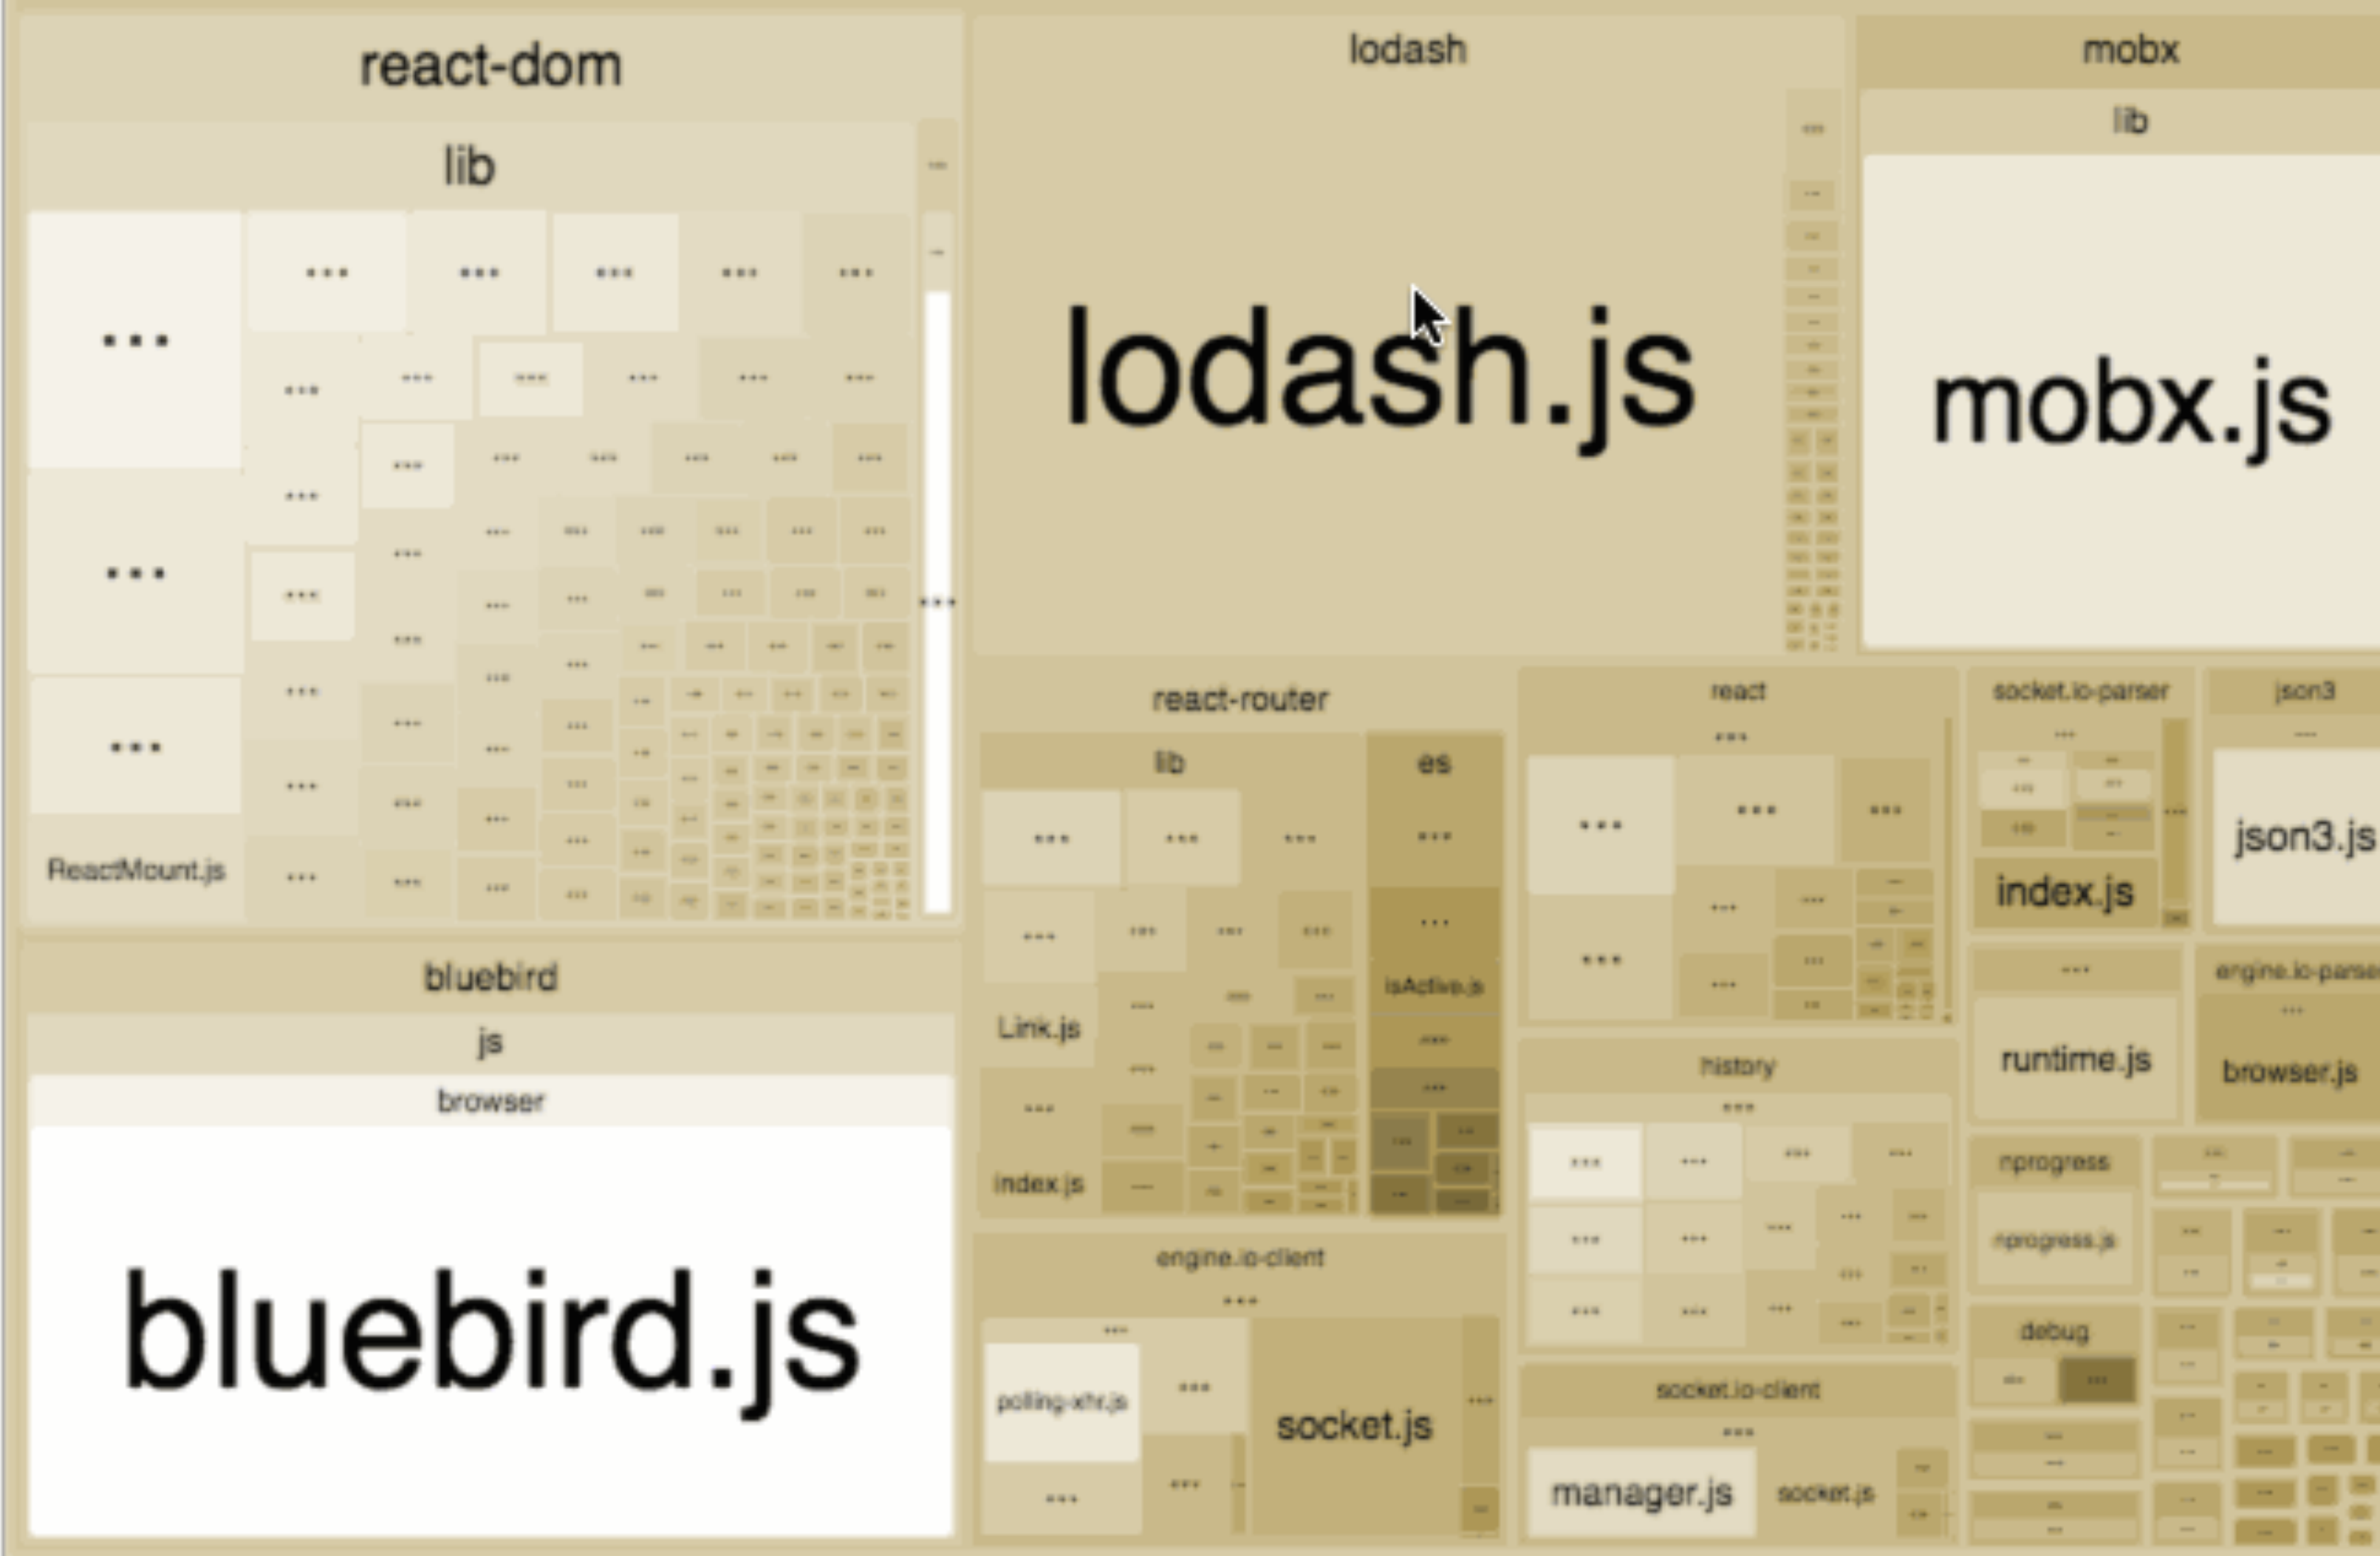 react-dom
lib
ReactMount.js
bluebird
js
browser
bluebird.js
lodash
lodash.js
mobx
lib
mobx.js
react-router
lib
es
isActive.js
Link.js
index.js
react
socket.io-parser
index.js
json3
json3.js
runtime.js
engine.io-parse
browser.js
history
nprogress
nprogress.js
debug
engine.io-client
polling-xhr.js
socket.js
socket.io-client
manager.js
socket.js